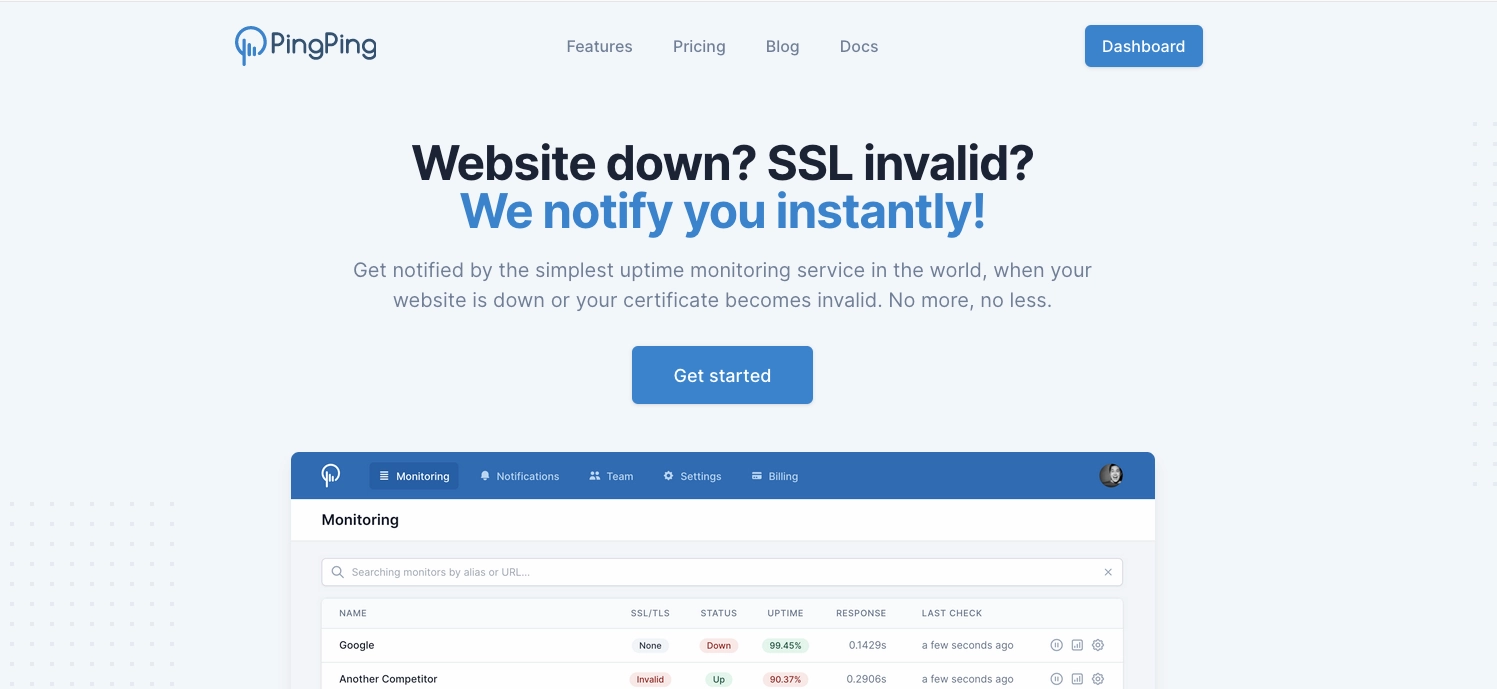 PingPing
Features Pricing Blog Docs
Dashboard
Website down? SSL invalid?
We notify you instantly!
Get notified by the simplest uptime monitoring service in the world, when your
website is down or your certificate becomes invalid. No more, no less.
Get started
Monitoring Notifications Team Settings Billing
Monitoring
Searching monitors by alias or URL...
NAME SSL/TLS STATUS UPTIME RESPONSE LAST CHECK
Google None Down 99.45% 0.1429s a few seconds ago
Another Competitor Invalid Up 90.37% 0.2906s a few seconds ago